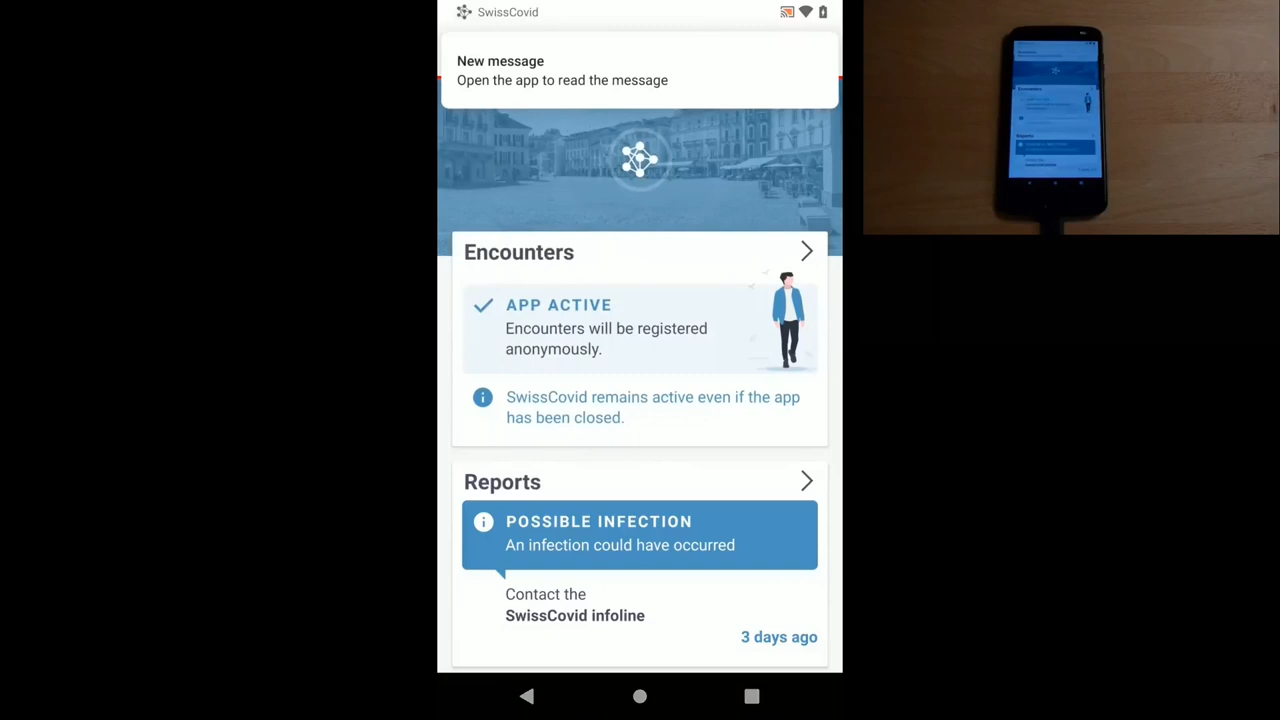 SwissCovid
New message
Open the app to read the message
Encounters
APP ACTIVE
Encounters will be registered
anonymously.
SwissCovid remains active even if the app
has been closed.
Reports
POSSIBLE INFECTION
An infection could have occurred
Contact the
SwissCovid infoline
3 days ago
Encounters
Reports